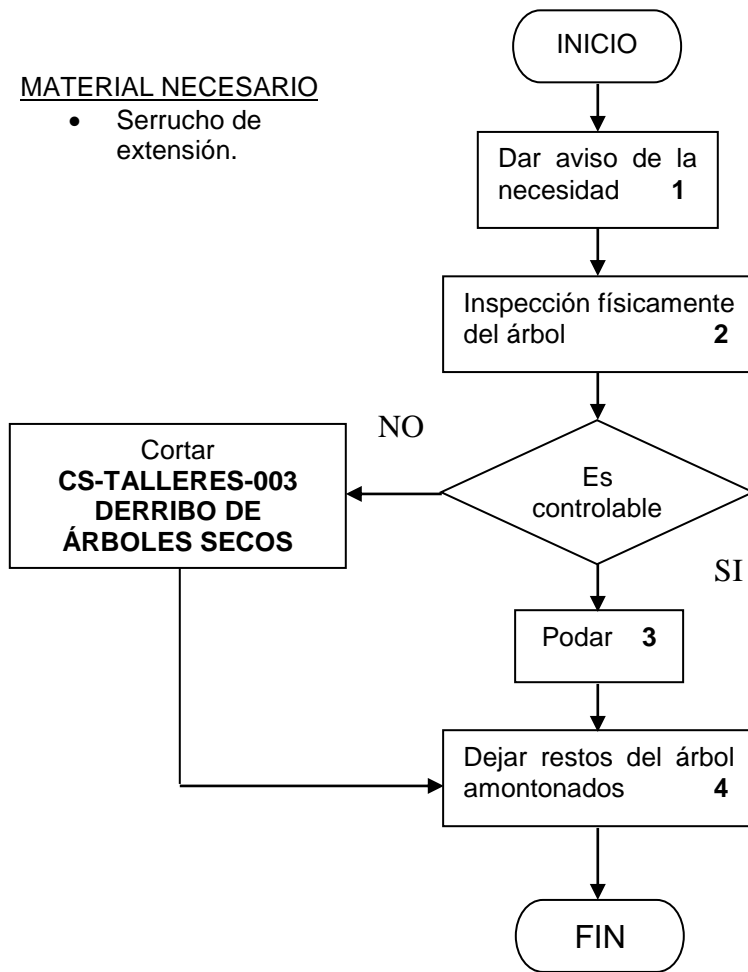 INICIO
MATERIAL NECESARIO
• Serrucho de
extensión.
Dar aviso de la
necesidad 1
Inspección físicamente
del árbol 2
NO
Es
controlable
Cortar
CS-TALLERES-003
DERRIBO DE
ÁRBOLES SECOS
SI
Podar 3
Dejar restos del árbol
amontonados 4
FIN